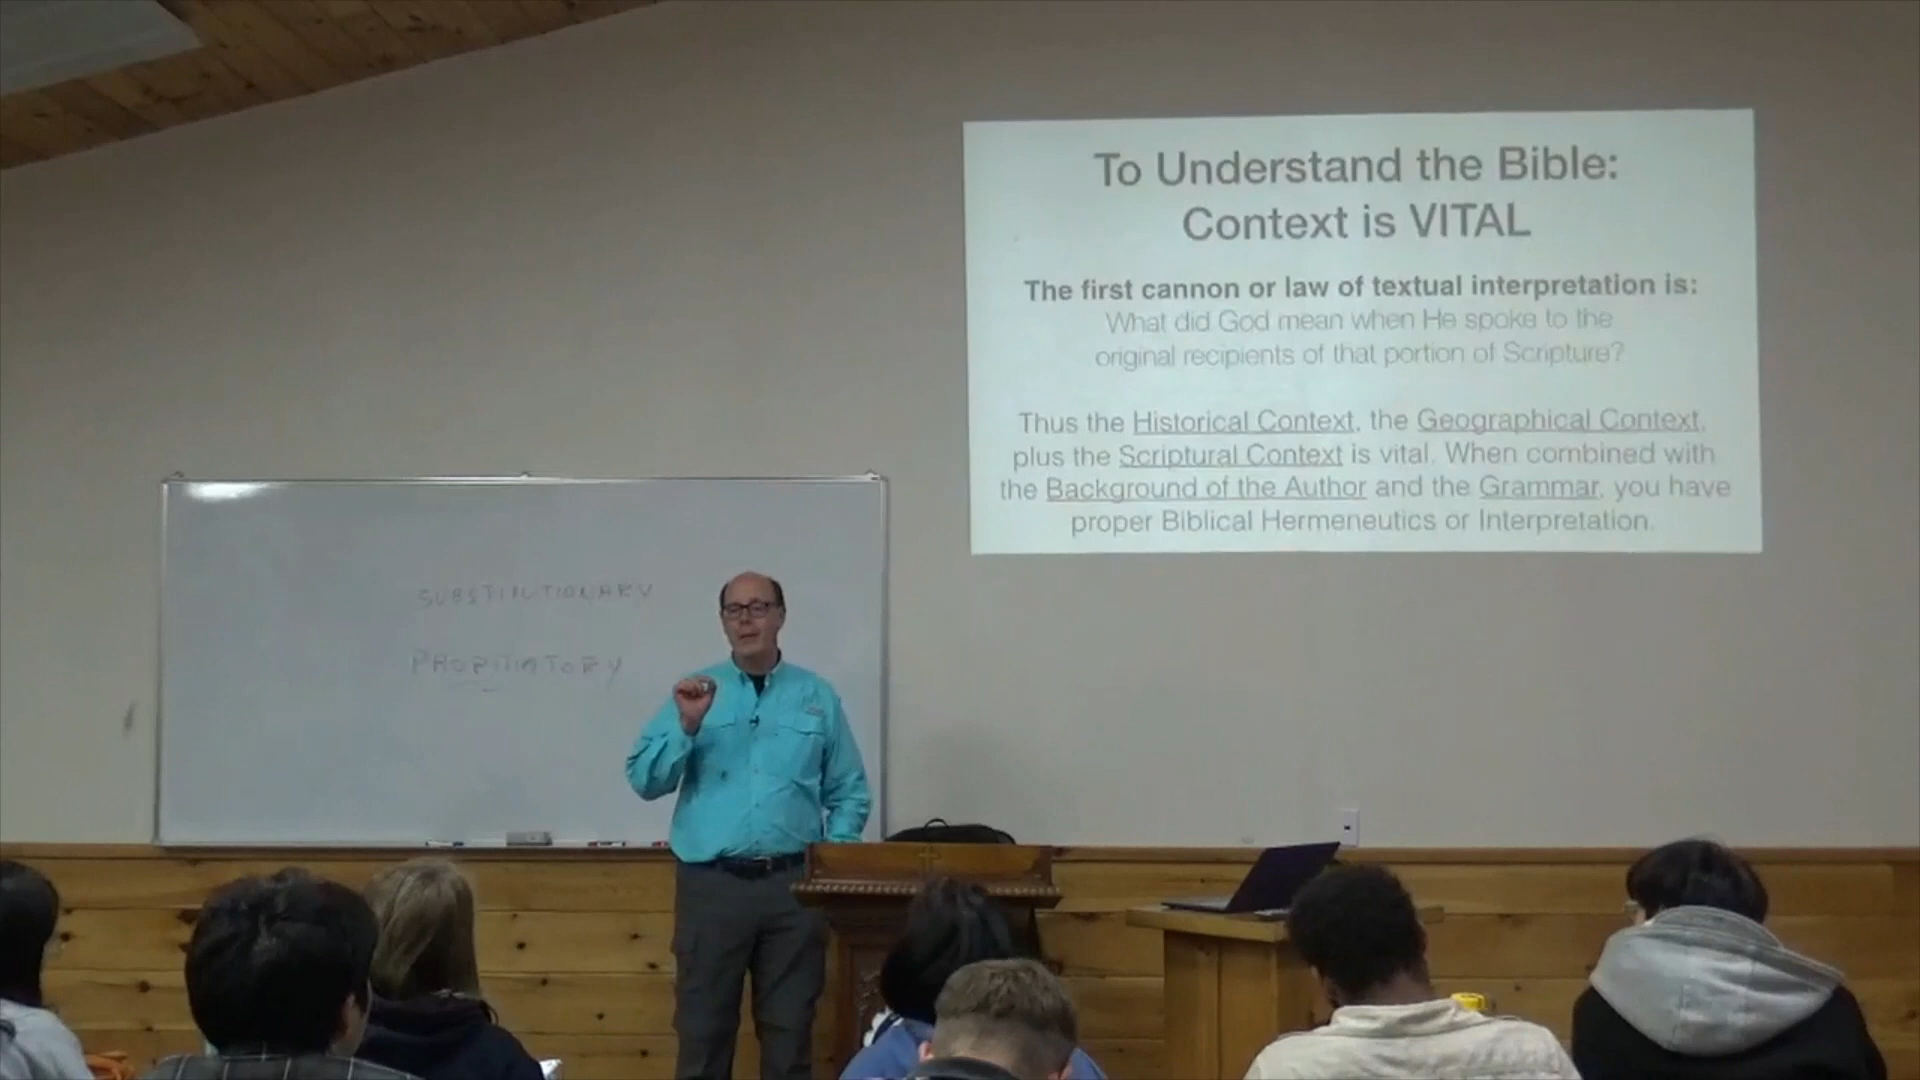 To Understand the Bible:
Context is VITAL
The first cannon or law of textual interpretation is:
What did God mean when He spoke to the
original recipients of that portion of Scripture?
Thus the Historical Context, the Geographical Context,
plus the Scriptural Context is vital. When combined with
the Background of the Author and the Grammar, you have
proper Biblical Hermeneutics or Interpretation.
SUBSTITUTIONARY
PROPITIATORY